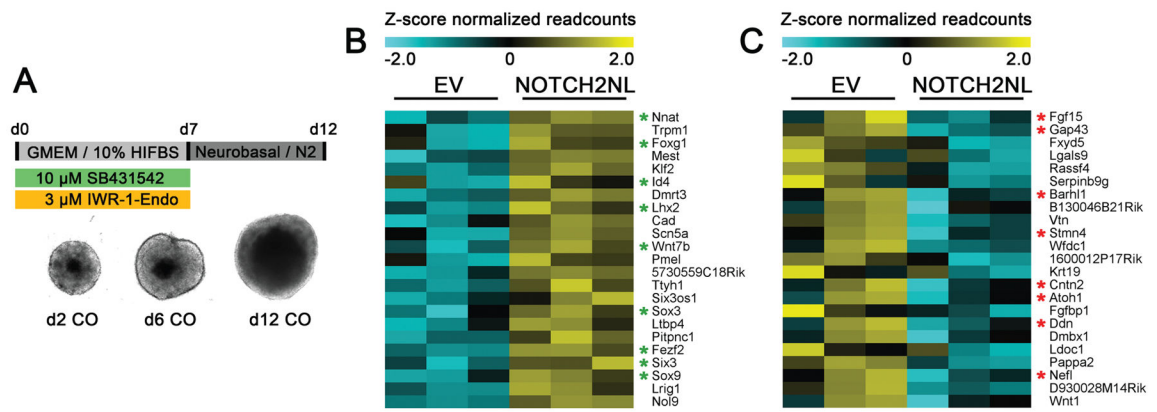 A
d0
d7
d12
GMEM / 10% HIFBS
Neurobasal / N2
10 µM SB431542
3 µM IWR-1-Endo
d2 CO
d6 CO
d12 CO
B
Z-score normalized readcounts
-2.0
0
2.0
EV
NOTCH2NL
* Nnat
Trpm1
* Foxg1
Mest
Klf2
* Id4
Dmrt3
* Lhx2
Cad
Scn5a
* Wnt7b
Pmel
5730559C18Rik
Ttyh1
Six3os1
* Sox3
Ltbp4
Pitpnc1
* Fezf2
* Six3
* Sox9
Lrig1
Nol9
C
Z-score normalized readcounts
-2.0
0
2.0
EV
NOTCH2NL
* Fgf15
* Gap43
Fxyd5
Lgals9
Rassf4
Serpinb9g
* Barhl1
B130046B21Rik
Vtn
* Stmn4
Wfdc1
1600012P17Rik
Krt19
* Cntn2
* Atoh1
Fgfbp1
* Ddn
Dmbx1
Ldoc1
Pappa2
* Nefl
D930028M14Rik
Wnt1